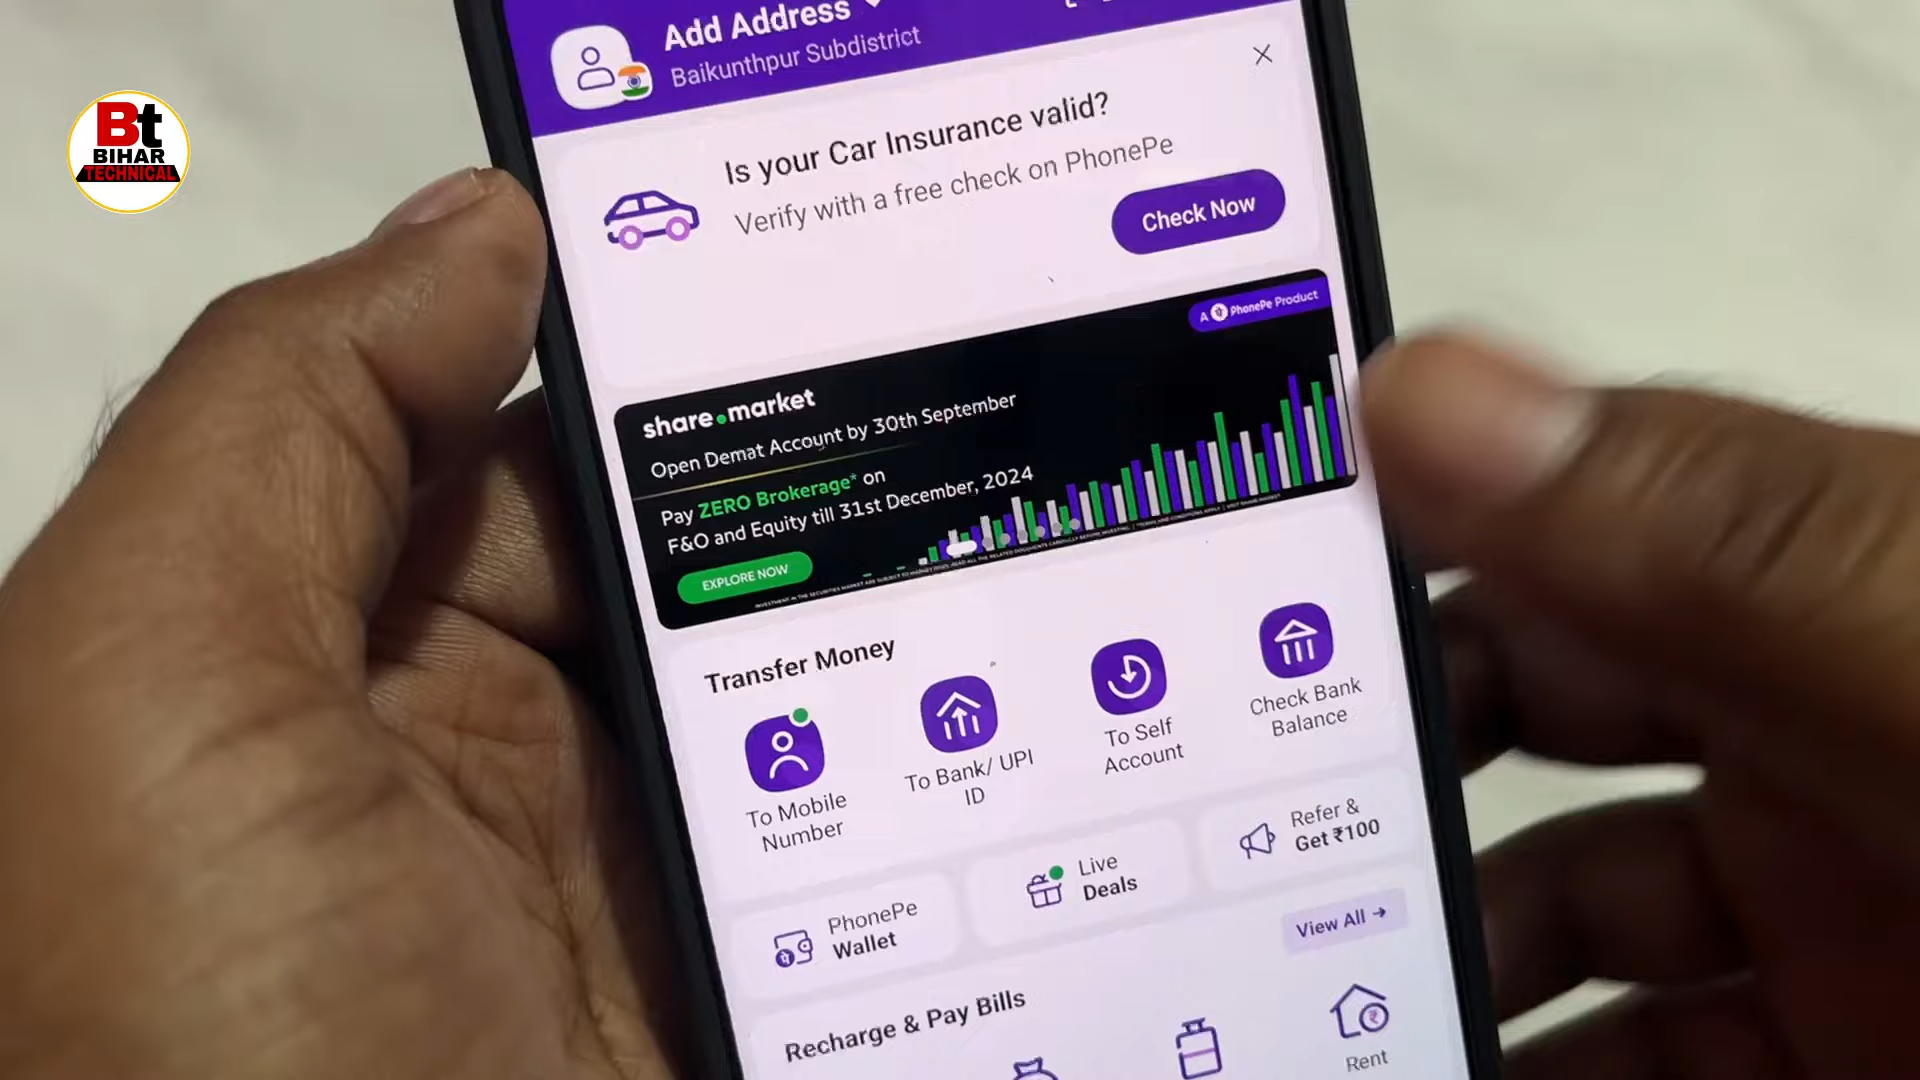 Add Address
Baikunthpur Subdistrict
Bt
BIHAR
TECHNICAL
Is your Car Insurance valid?
Verify with a free check on PhonePe
Check Now
A पे PhonePe Product
share.market
Open Demat Account by 30th September
Pay ZERO Brokerage* on
F&O and Equity till 31st December, 2024
EXPLORE NOW
Transfer Money
To Mobile
Number
To Bank/ UPI
ID
To Self
Account
Check Bank
Balance
PhonePe
Wallet
Live
Deals
Refer &
Get ₹100
View All →
Recharge & Pay Bills
Rent